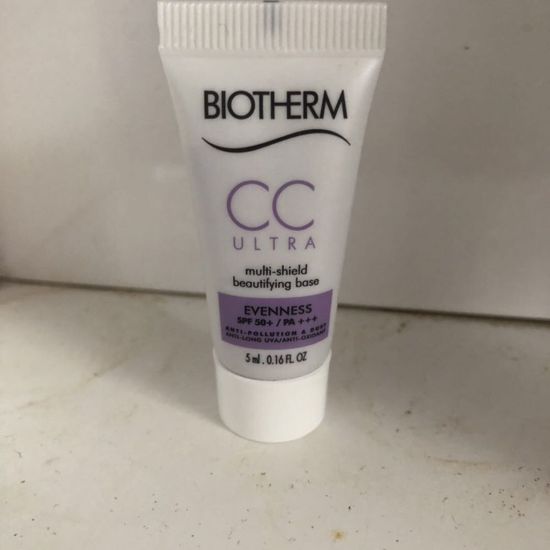 BIOTHERM
CC
ULTRA
multi-shield
beautifying base
EVENNESS
SPF 50+ / PA +++
ANTI-POLLUTION & DUST
ANTI-LONG UVA/ANTI-OXIDANT
5 ml . 0.16 FL. OZ